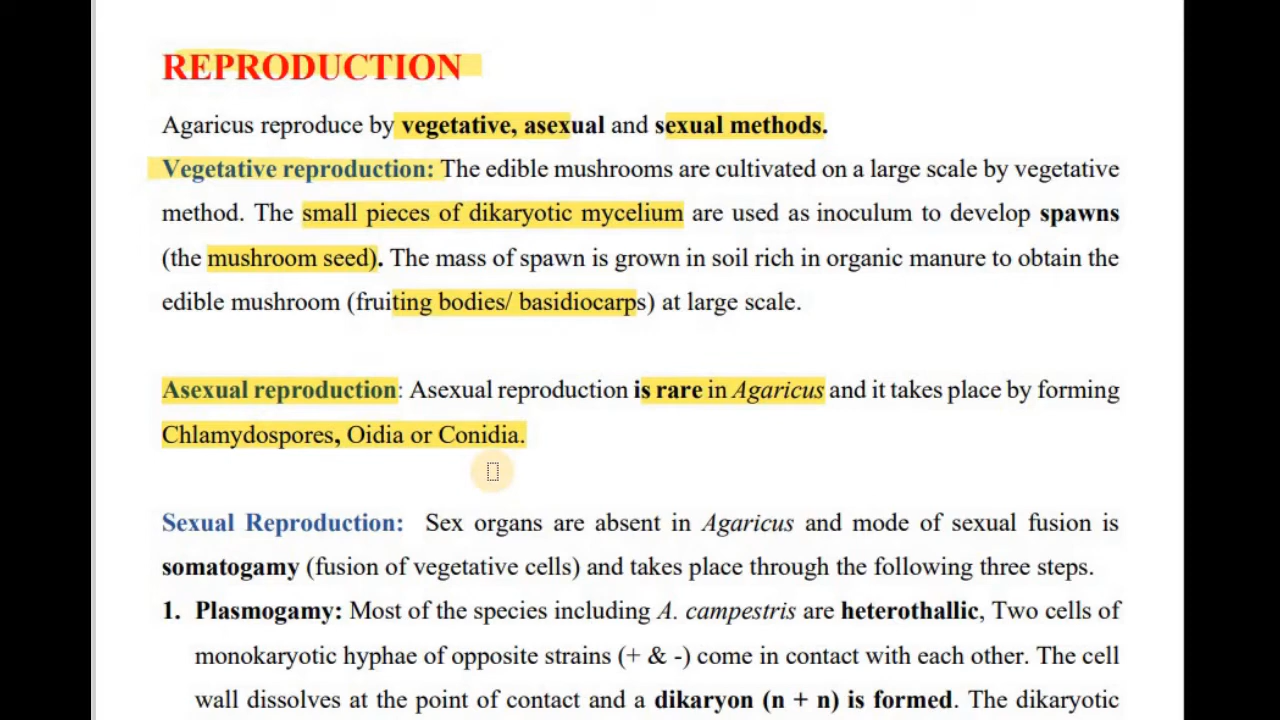 REPRODUCTION
Agaricus reproduce by vegetative, asexual and sexual methods.
Vegetative reproduction: The edible mushrooms are cultivated on a large scale by vegetative
method. The small pieces of dikaryotic mycelium are used as inoculum to develop spawns
(the mushroom seed). The mass of spawn is grown in soil rich in organic manure to obtain the
edible mushroom (fruiting bodies/ basidiocarps) at large scale.
Asexual reproduction: Asexual reproduction is rare in Agaricus and it takes place by forming
Chlamydospores, Oidia or Conidia.
Sexual Reproduction: Sex organs are absent in Agaricus and mode of sexual fusion is
somatogamy (fusion of vegetative cells) and takes place through the following three steps.
1. Plasmogamy: Most of the species including A. campestris are heterothallic, Two cells of
monokaryotic hyphae of opposite strains (+ & -) come in contact with each other. The cell
wall dissolves at the point of contact and a dikaryon (n + n) is formed. The dikaryotic